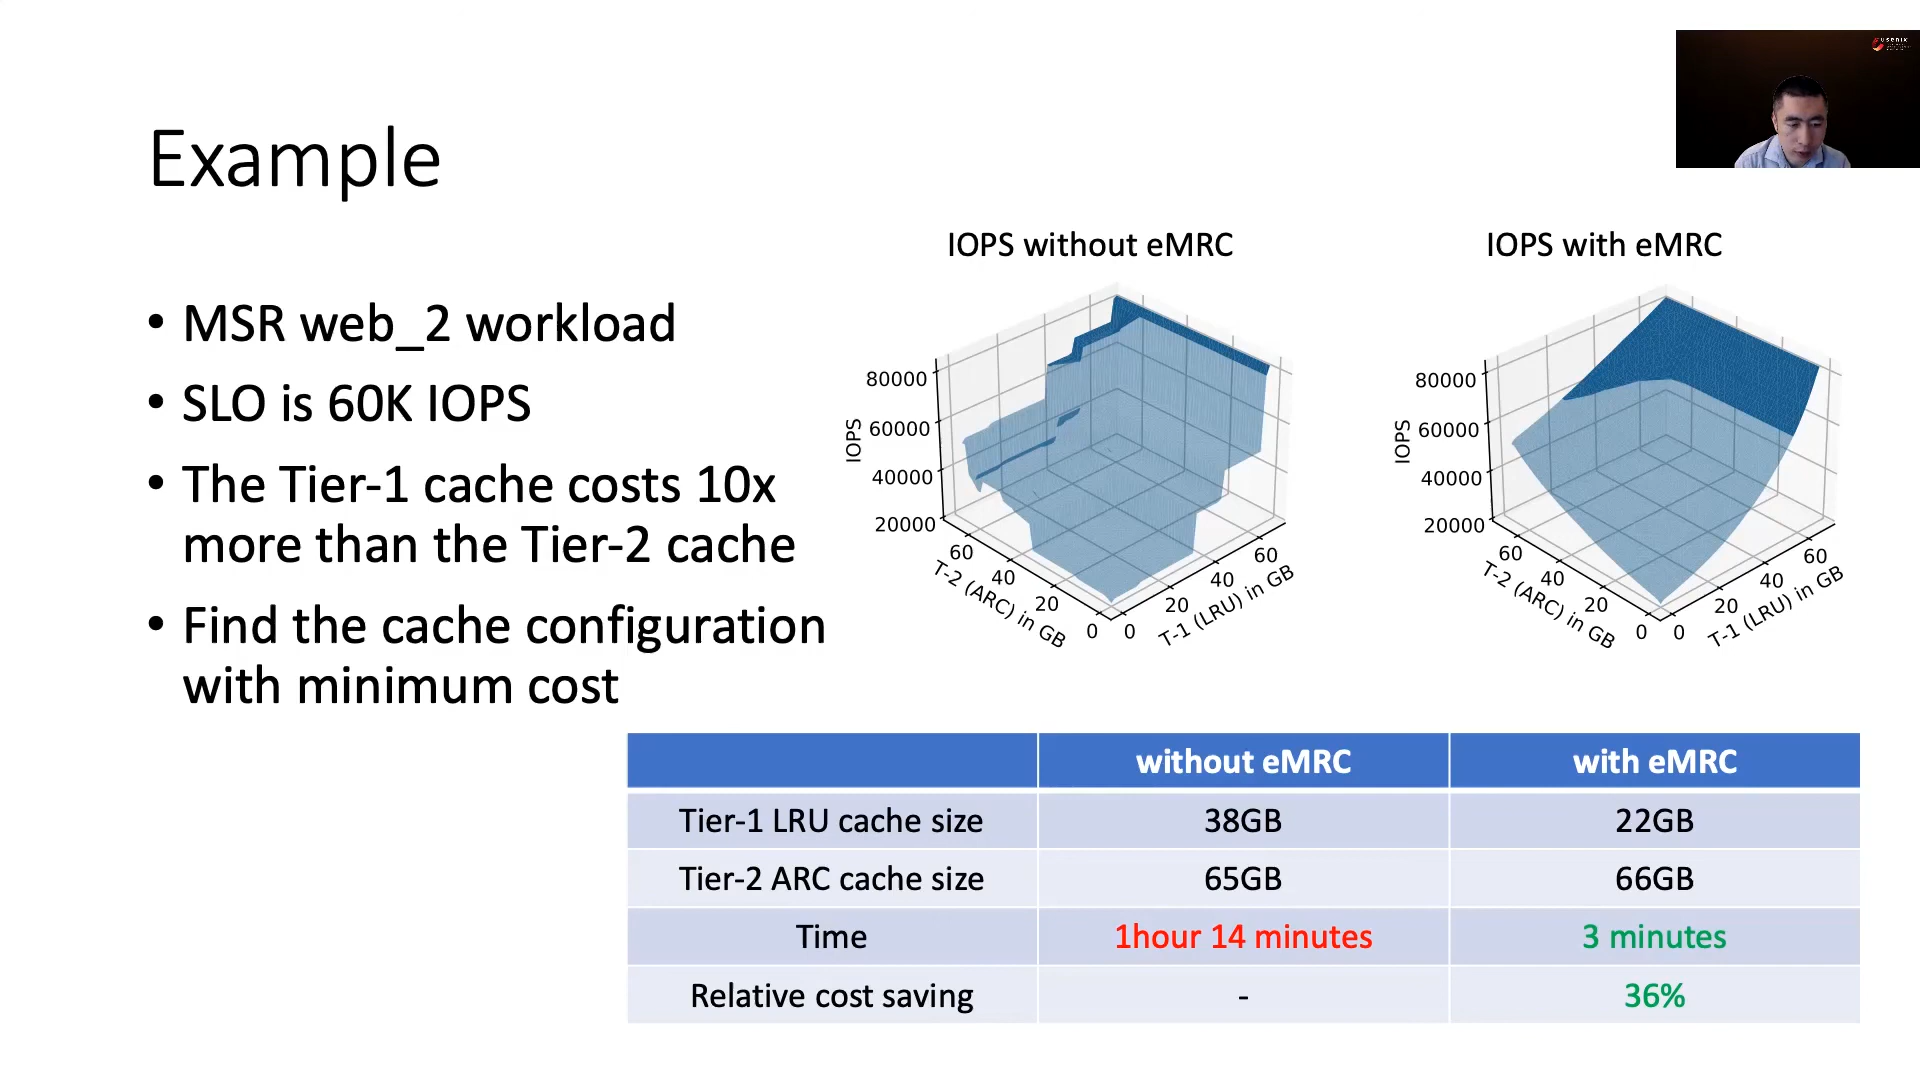 usenix
Example
• MSR web_2 workload
• SLO is 60K IOPS
• The Tier-1 cache costs 10x
more than the Tier-2 cache
• Find the cache configuration
with minimum cost
IOPS without eMRC
80000
60000
40000
20000
IOPS
60
40
20
0
T-2 (ARC) in GB
0
20
40
60
T-1 (LRU) in GB
IOPS with eMRC
80000
60000
40000
20000
IOPS
60
40
20
0
T-2 (ARC) in GB
0
20
40
60
T-1 (LRU) in GB
without eMRC with eMRC
Tier-1 LRU cache size 38GB 22GB
Tier-2 ARC cache size 65GB 66GB
Time 1hour 14 minutes 3 minutes
Relative cost saving - 36%